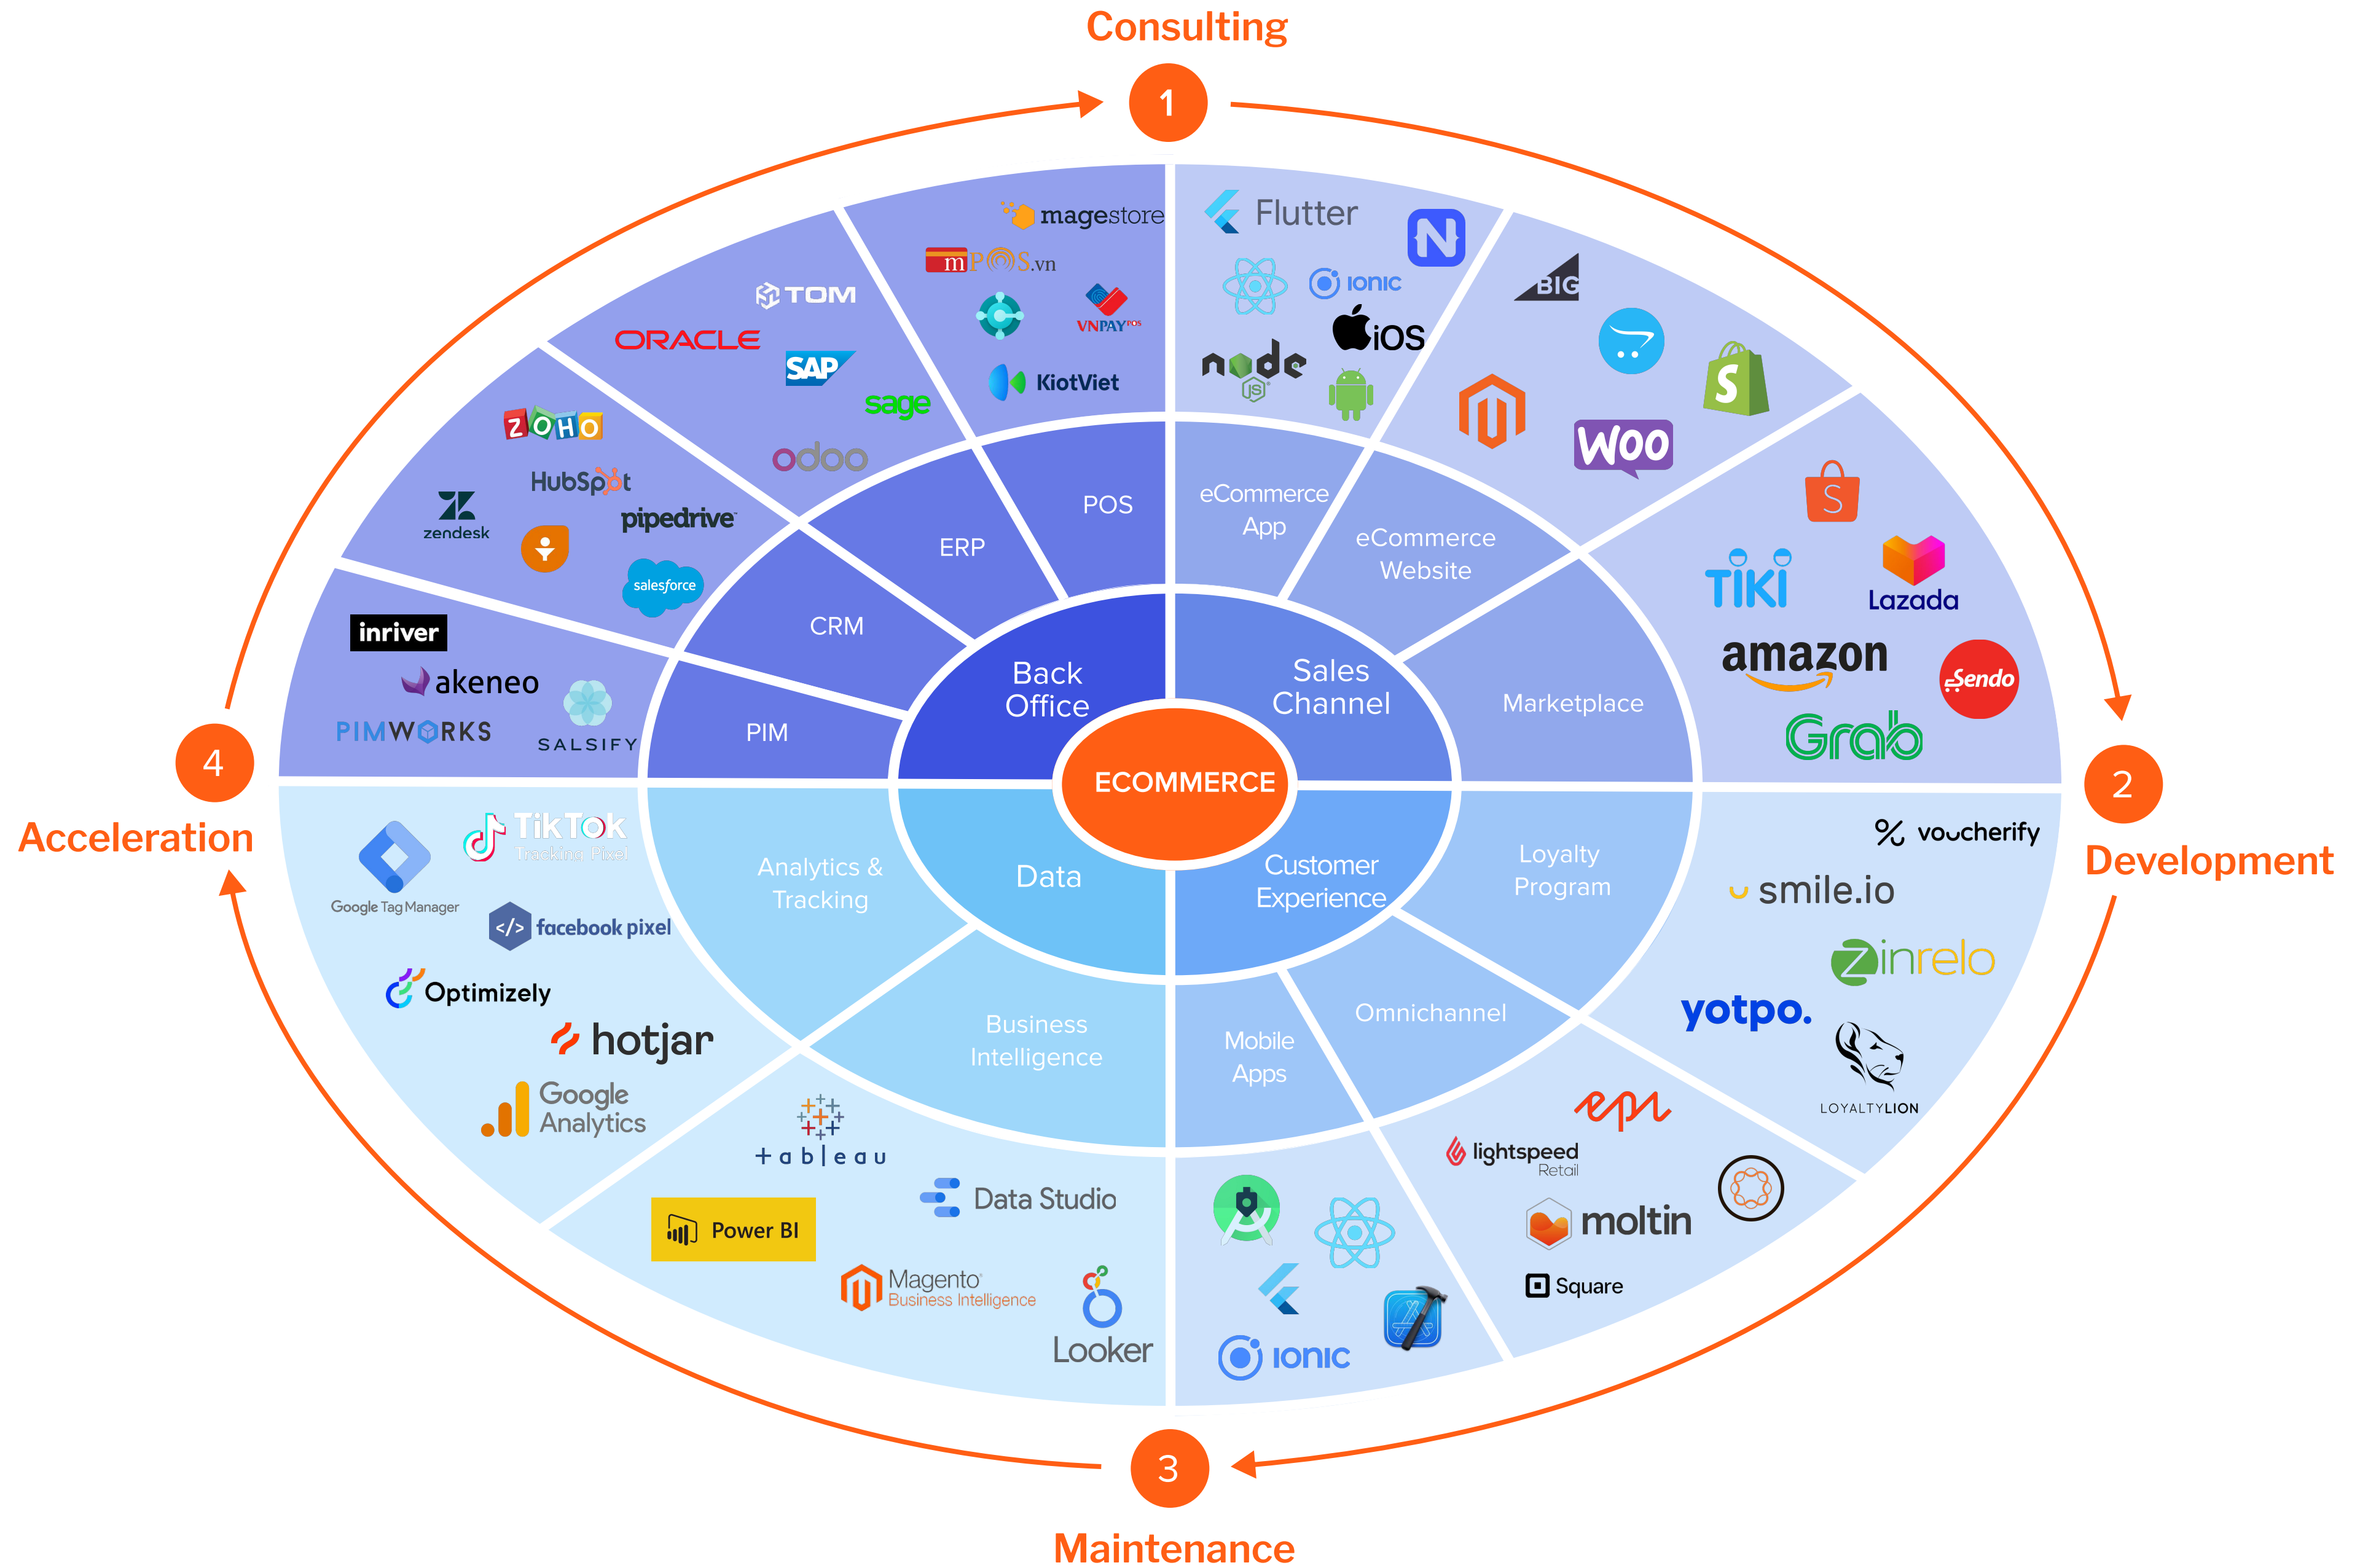 Consulting
1
magestore
Flutter
N
mPOS.vn
BIG
IONIC
TOM
VNPAY POS
iOS
ORACLE
SAP
node
JS
KiotViet
S
sage
ZOHO
WOO
odoo
HubSpot
S
zendesk
pipedrive
POS
eCommerce
App
ERP
eCommerce
Website
TIKI
Lazada
salesforce
inriver
CRM
amazon
akeneo
Back
Office
Sales
Channel
Sendo
PIMWORKS
SALSIFY
PIM
Marketplace
Grab
4
ECOMMERCE
2
Acceleration
Development
TikTok
Tracking Pixel
voucherify
Google Tag Manager
Analytics &
Tracking
Data
Customer
Experience
Loyalty
Program
smile.io
</> facebook pixel
zinrelo
Optimizely
yotpo.
hotjar
Business
Intelligence
Mobile
Apps
Omnichannel
Google
Analytics
LOYALTYLION
epi
tableau
lightspeed
Retail
Data Studio
Power BI
moltin
Magento
Business Intelligence
Square
Looker
IONIC
3
Maintenance